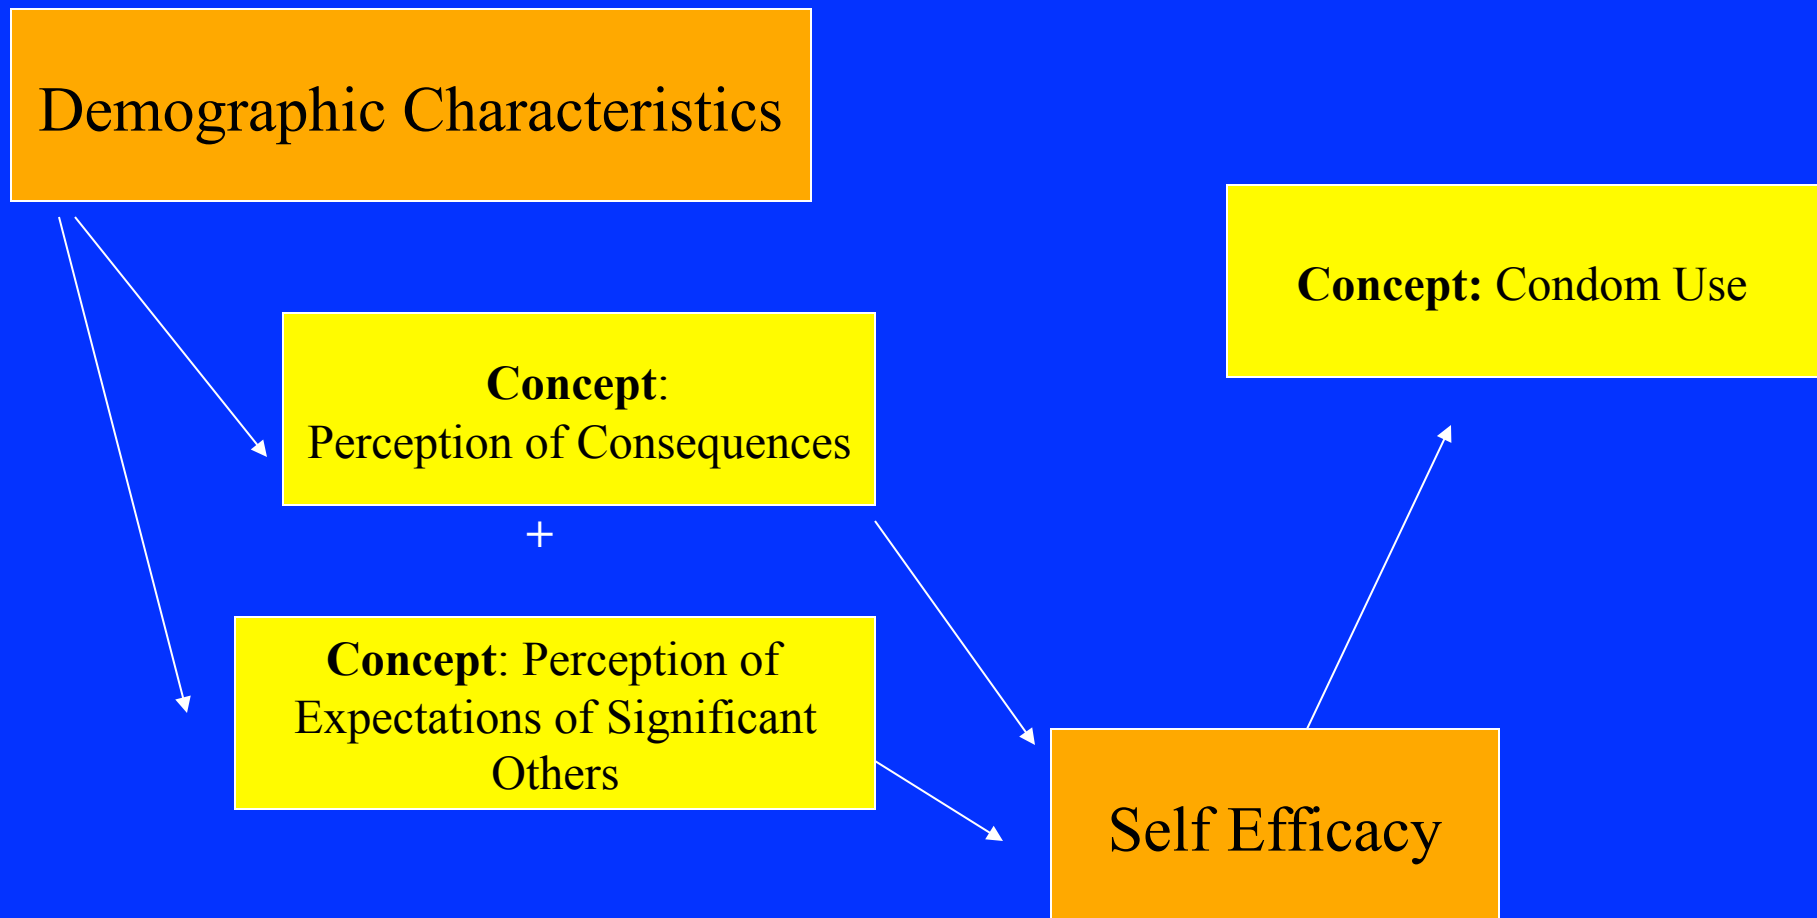 Demographic Characteristics
Concept: Condom Use
Concept:
Perception of Consequences
+
Concept: Perception of
Expectations of Significant
Others
Self Efficacy